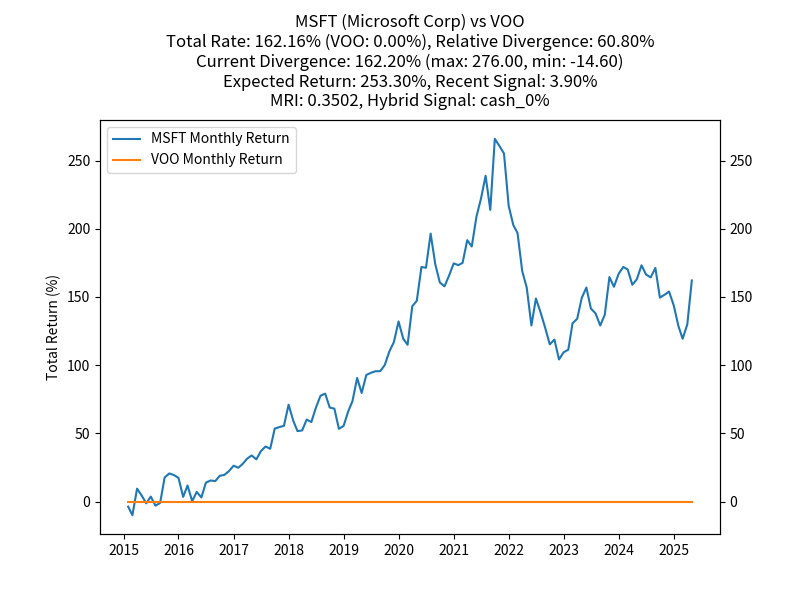 MSFT (Microsoft Corp) vs VOO
Total Rate: 162.16% (VOO: 0.00%), Relative Divergence: 60.80%
Current Divergence: 162.20% (max: 276.00, min: -14.60)
Expected Return: 253.30%, Recent Signal: 3.90%
MRI: 0.3502, Hybrid Signal: cash_0%
MSFT Monthly Return
VOO Monthly Return
Total Return (%)
250
200
150
100
50
0
250
200
150
100
50
0
2015 2016 2017 2018 2019 2020 2021 2022 2023 2024 2025